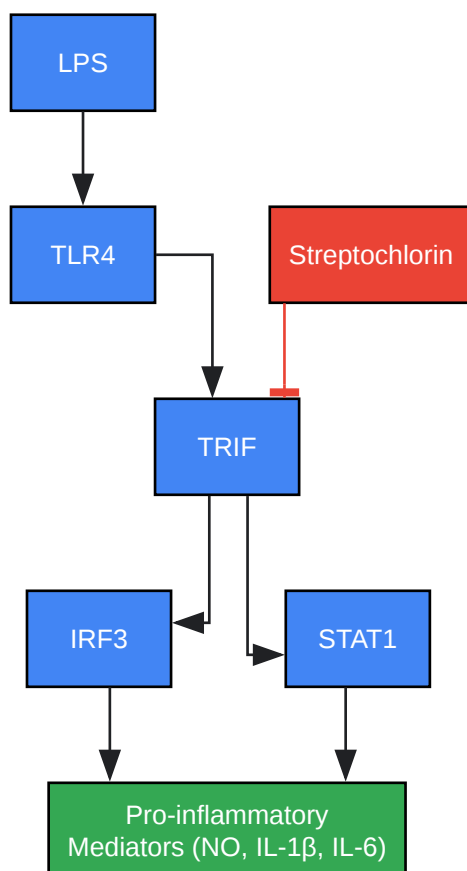 LPS
TLR4
Streptochlorin
TRIF
IRF3
STAT1
Pro-inflammatory
Mediators (NO, IL-1β, IL-6)